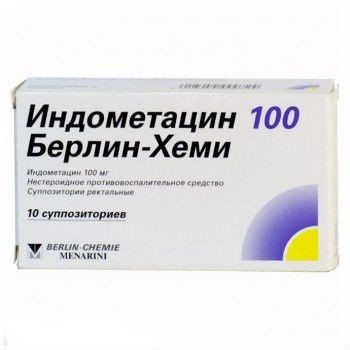 Индометацин 100
Берлин-Хеми
Индометацин 100 мг
Нестероидное противовоспалительное средство
Суппозитории ректальные
10 суппозиториев
BERLIN-CHEMIE
MENARINI